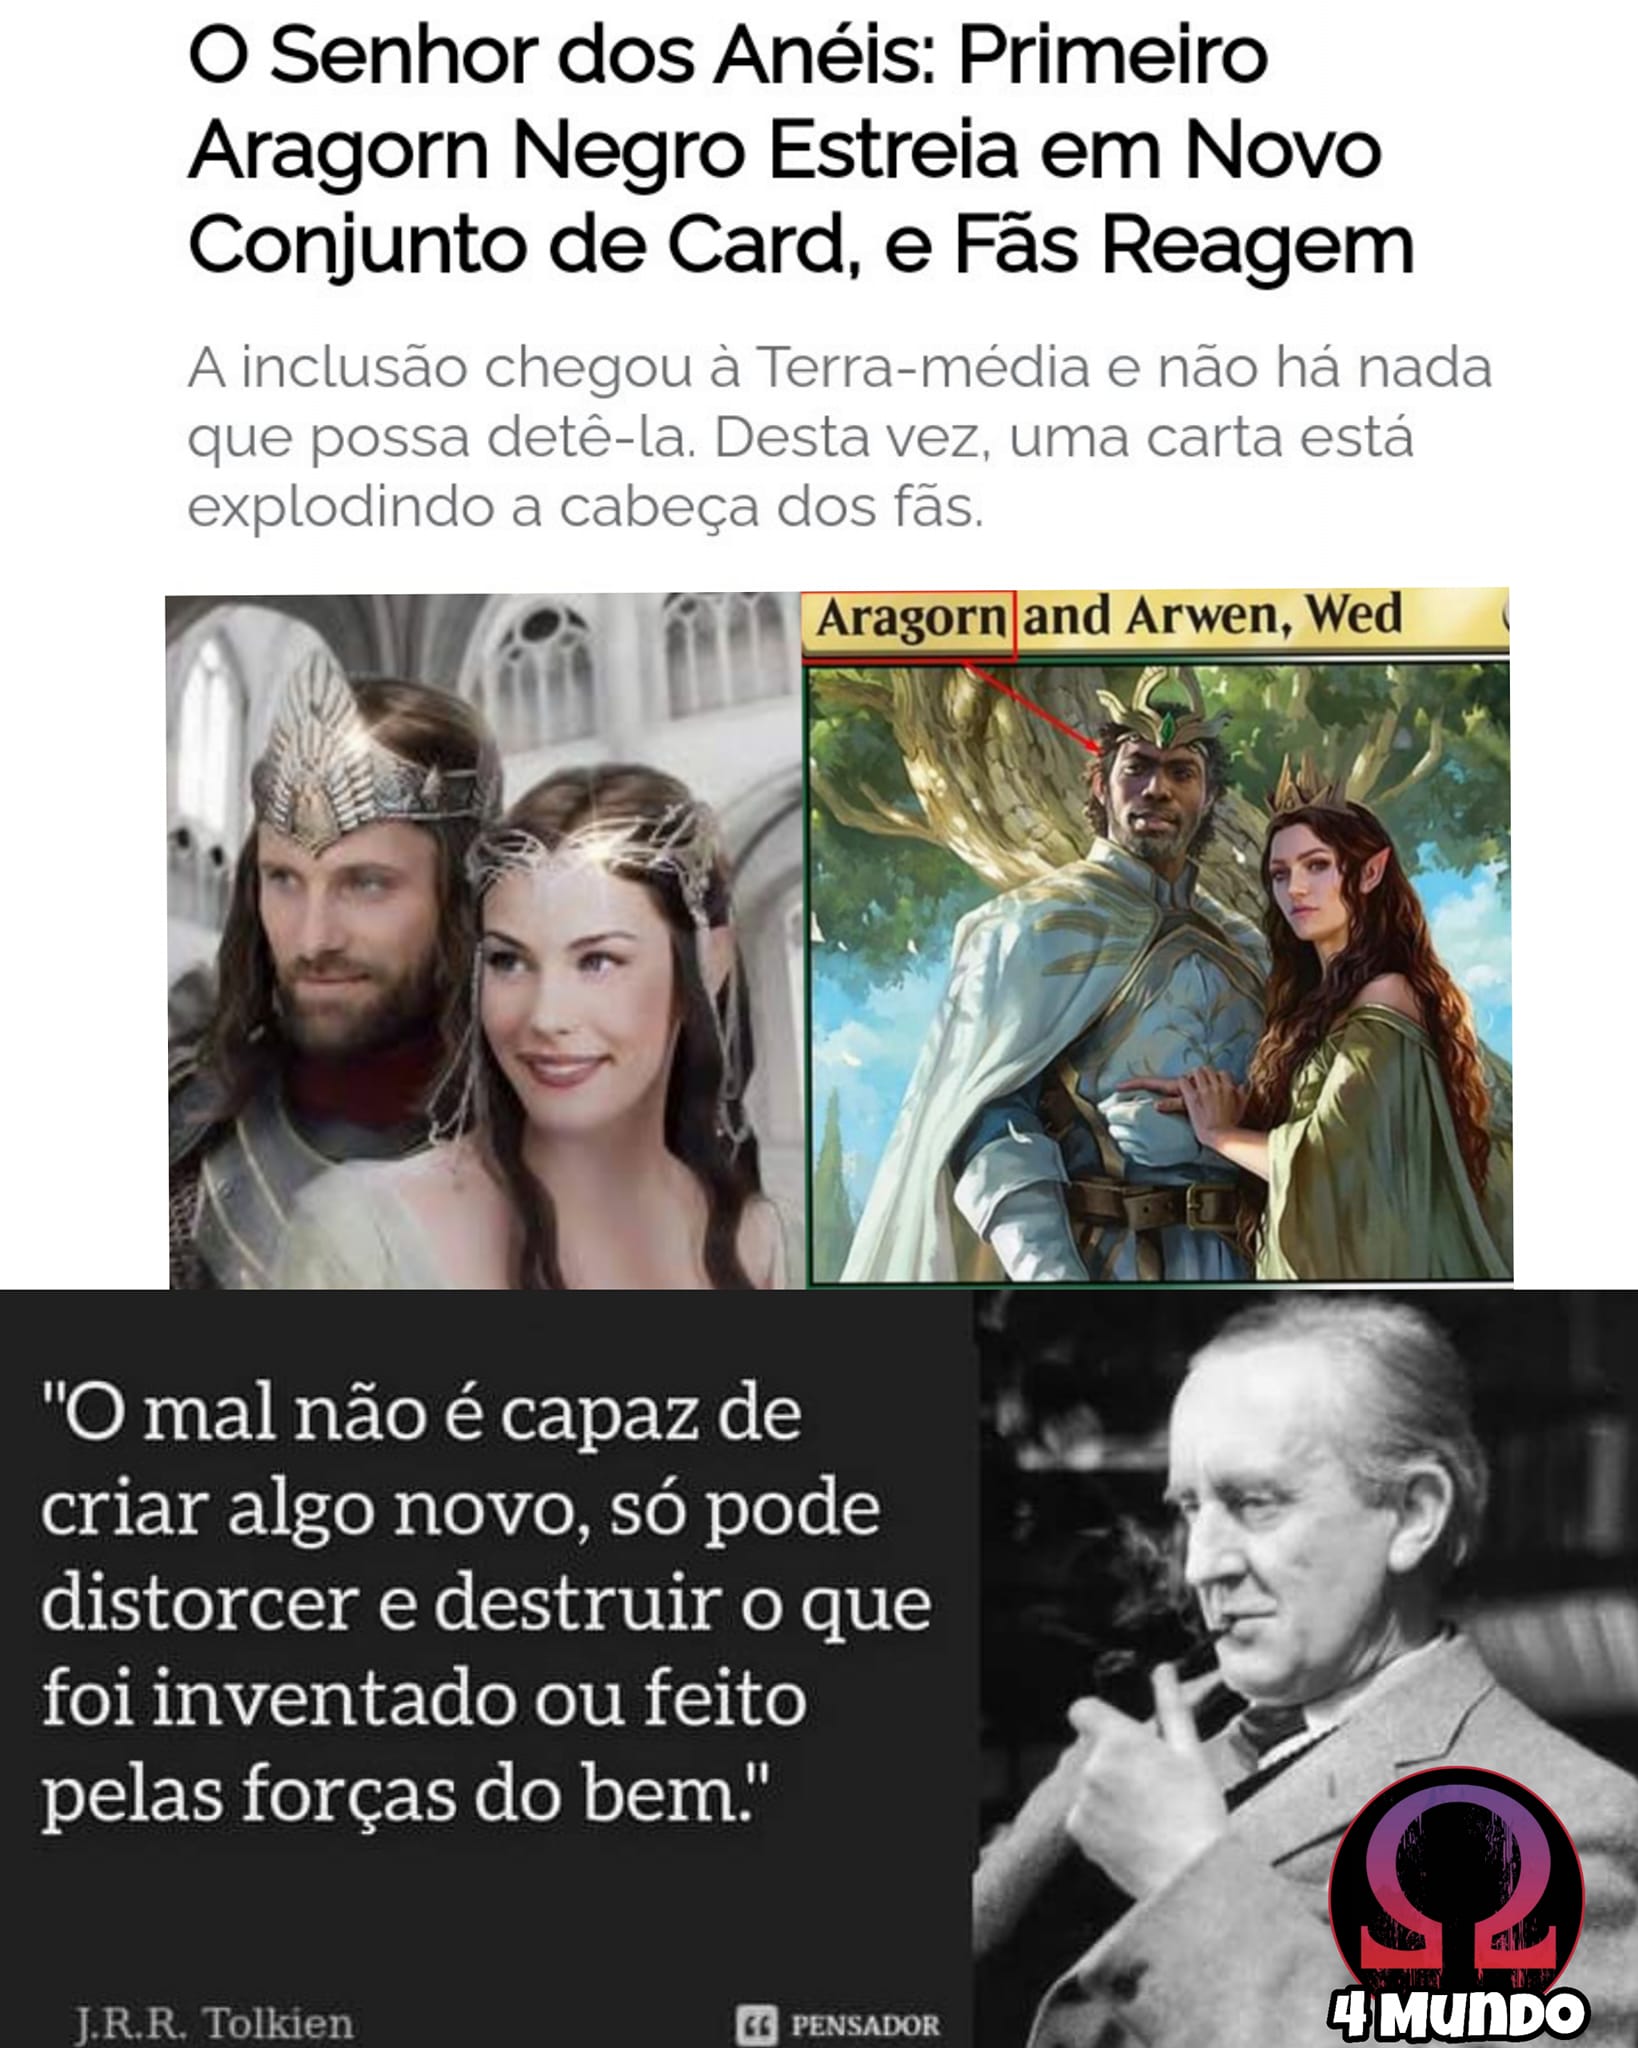 O Senhor dos Anéis: Primeiro
Aragorn Negro Estreia em Novo
Conjunto de Card, e Fãs Reagem
A inclusão chegou à Terra-média e não há nada
que possa detê-la. Desta vez, uma carta está
explodindo a cabeça dos fãs.
Aragorn and Arwen, Wed
"O mal não é capaz de
criar algo novo, só pode
distorcer e destruir o que
foi inventado ou feito
pelas forças do bem."
J.R.R. Tolkien
PENSADOR
4 Mundo